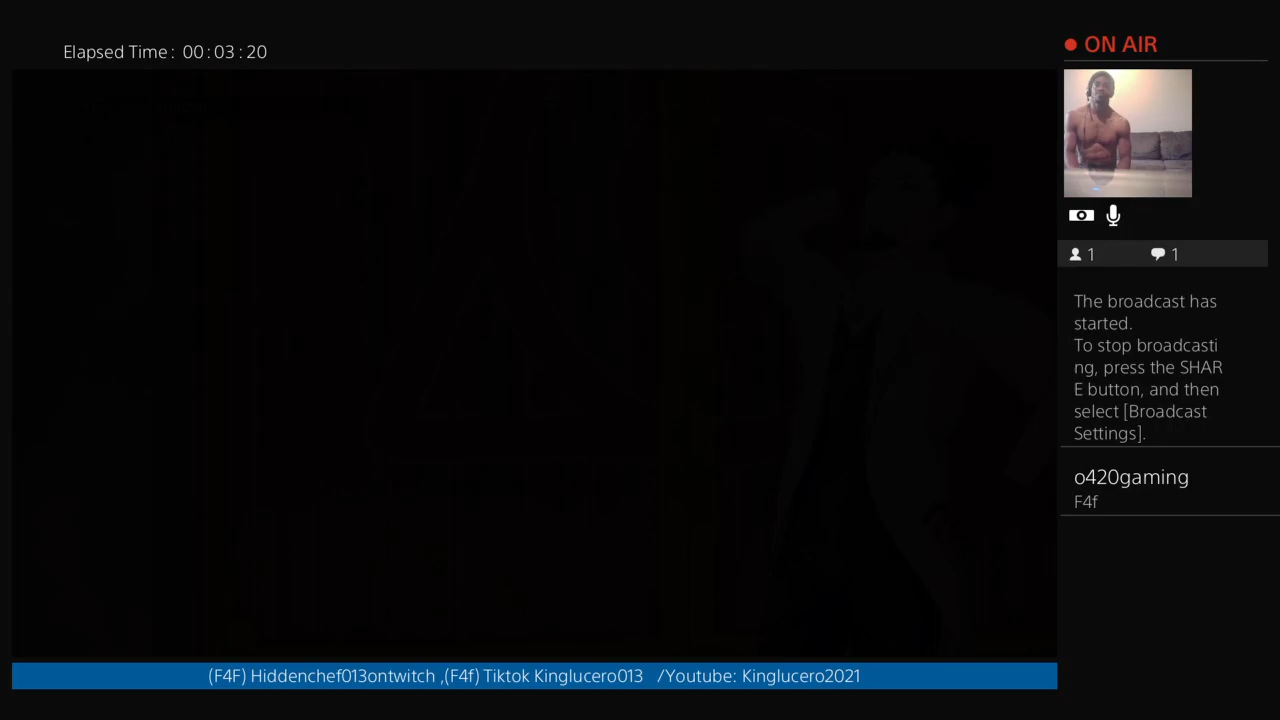 Elapsed Time: 00:03:20
ON AIR
1
1
The broadcast has
started.
To stop broadcasti
ng, press the SHAR
E button, and then
select [Broadcast
Settings].
o420gaming
F4f
(F4F) Hiddenchef013ontwitch ,(F4f) Tiktok Kinglucero013 /Youtube: Kinglucero2021